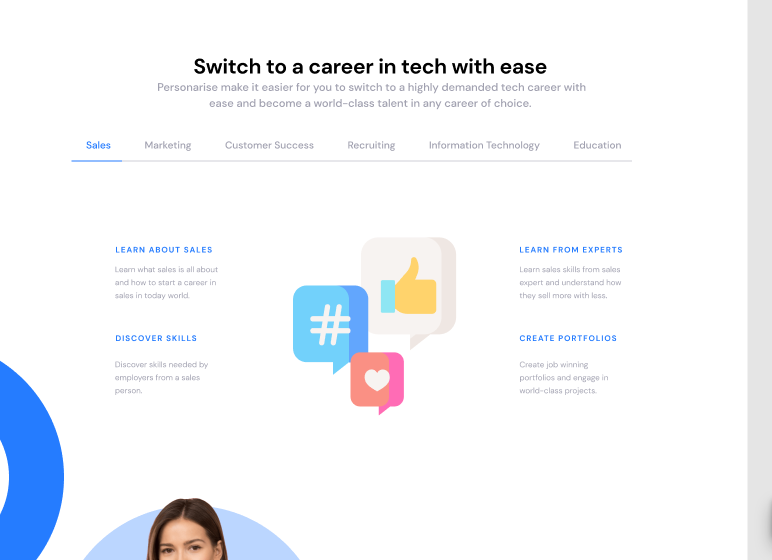 Switch to a career in tech with ease
Personarise make it easier for you to switch to a highly demanded tech career with
ease and become a world-class talent in any career of choice.
Sales
Marketing
Customer Success
Recruiting
Information Technology
Education
LEARN ABOUT SALES
Learn what sales is all about
and how to start a career in
sales in today world.
DISCOVER SKILLS
Discover skills needed by
employers from a sales
person.
#
LEARN FROM EXPERTS
Learn sales skills from sales
expert and understand how
they sell more with less.
CREATE PORTFOLIOS
Create job winning
portfolios and engage in
world-class projects.